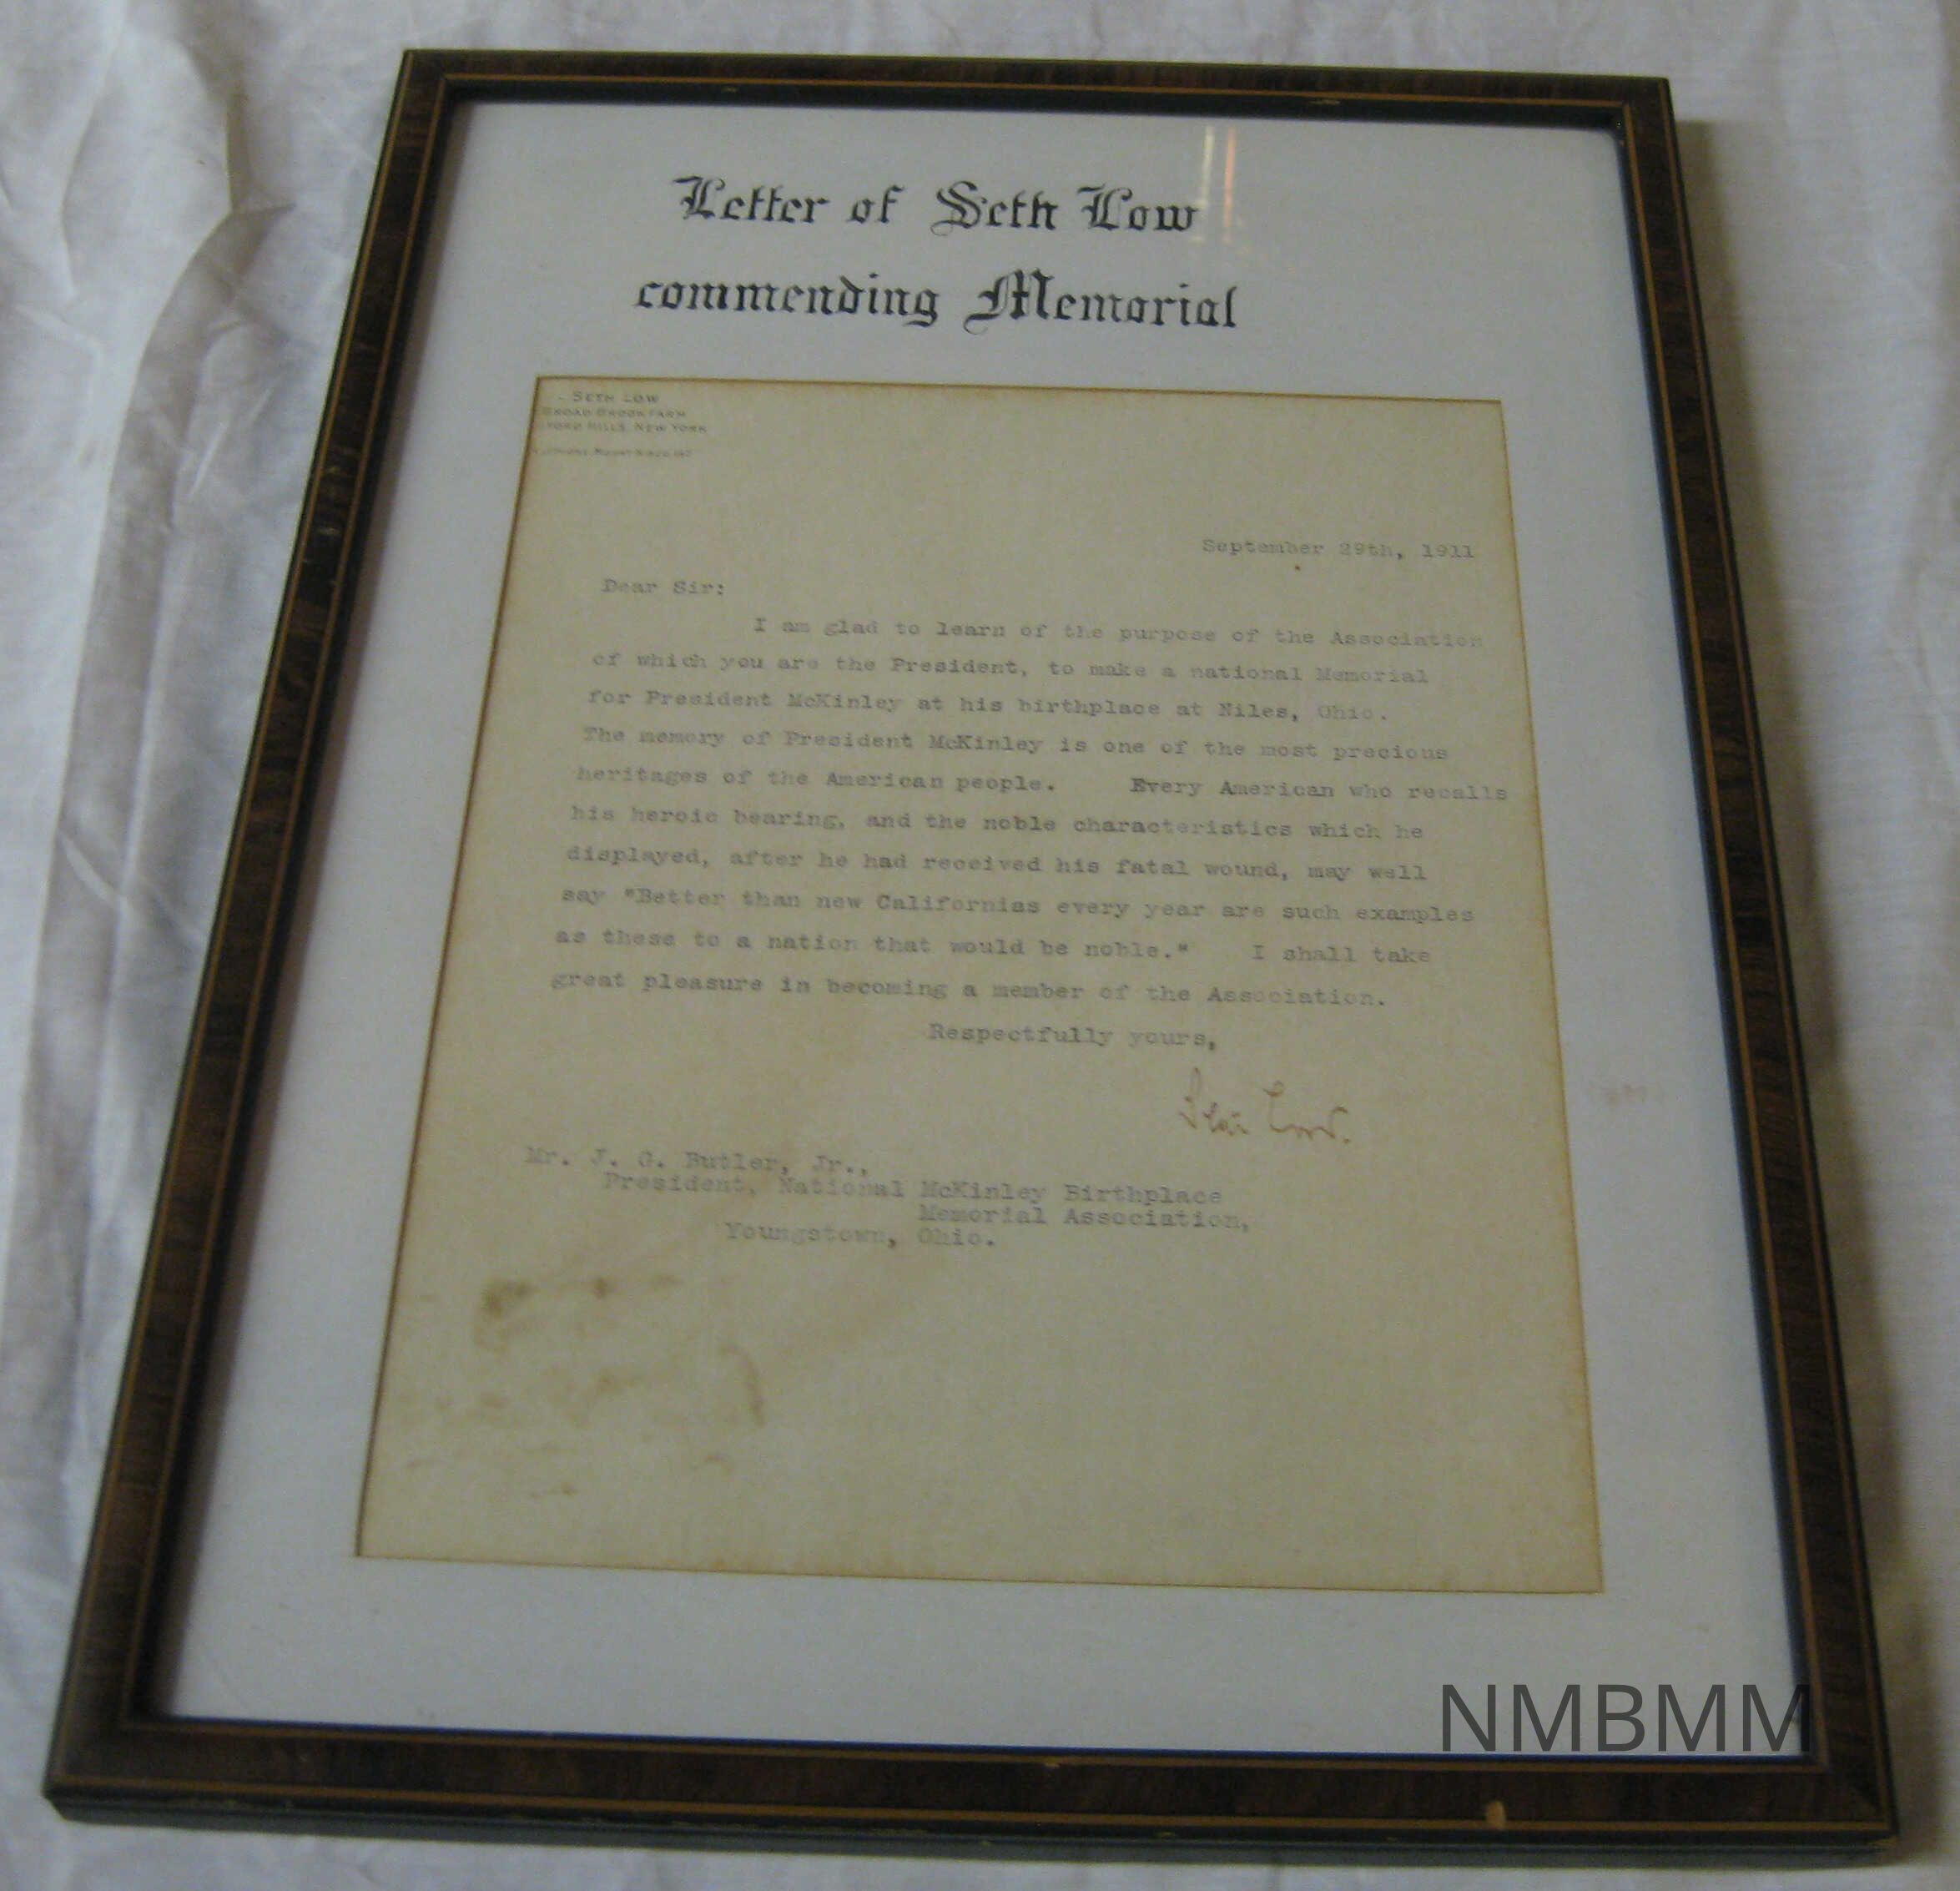 Letter of Seth Low
commending Memorial
SETH LOW
BROAD BROOK FARM
FORD HILLS, NEW YORK
September 29th, 1911
Dear Sir:
I am glad to learn of the purpose of the Association
of which you are the President, to make a national Memorial
for President McKinley at his birthplace at Niles, Ohio.
The memory of President McKinley is one of the most precious
heritages of the American people. Every American who recalls
his heroic bearing, and the noble characteristics which he
displayed, after he had received his fatal wound, may well
say "Better than new Californias every year are such examples
as these to a nation that would be noble." I shall take
great pleasure in becoming a member of the Association.
Respectfully yours,
Seth Low.
Mr. J. G. Butler, Jr.,
President, National McKinley Birthplace
Memorial Association,
Youngstown, Ohio.
NMBMM